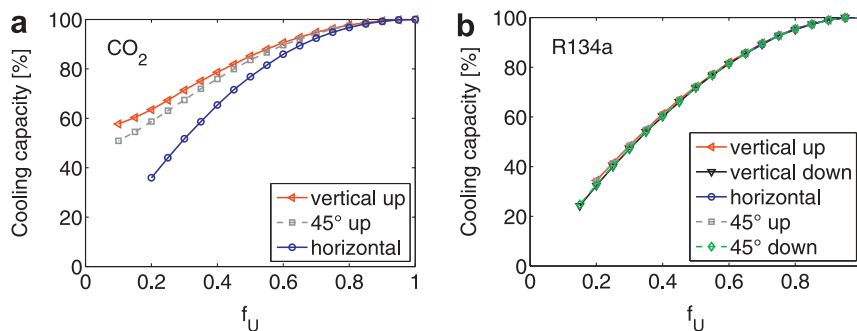 a
CO2
Cooling capacity [%]
100
80
60
40
20
0
0
0.2
0.4
0.6
0.8
1
fU
vertical up
45° up
horizontal
b
R134a
Cooling capacity [%]
100
80
60
40
20
0
0
0.2
0.4
0.6
0.8
fU
vertical up
vertical down
horizontal
45° up
45° down